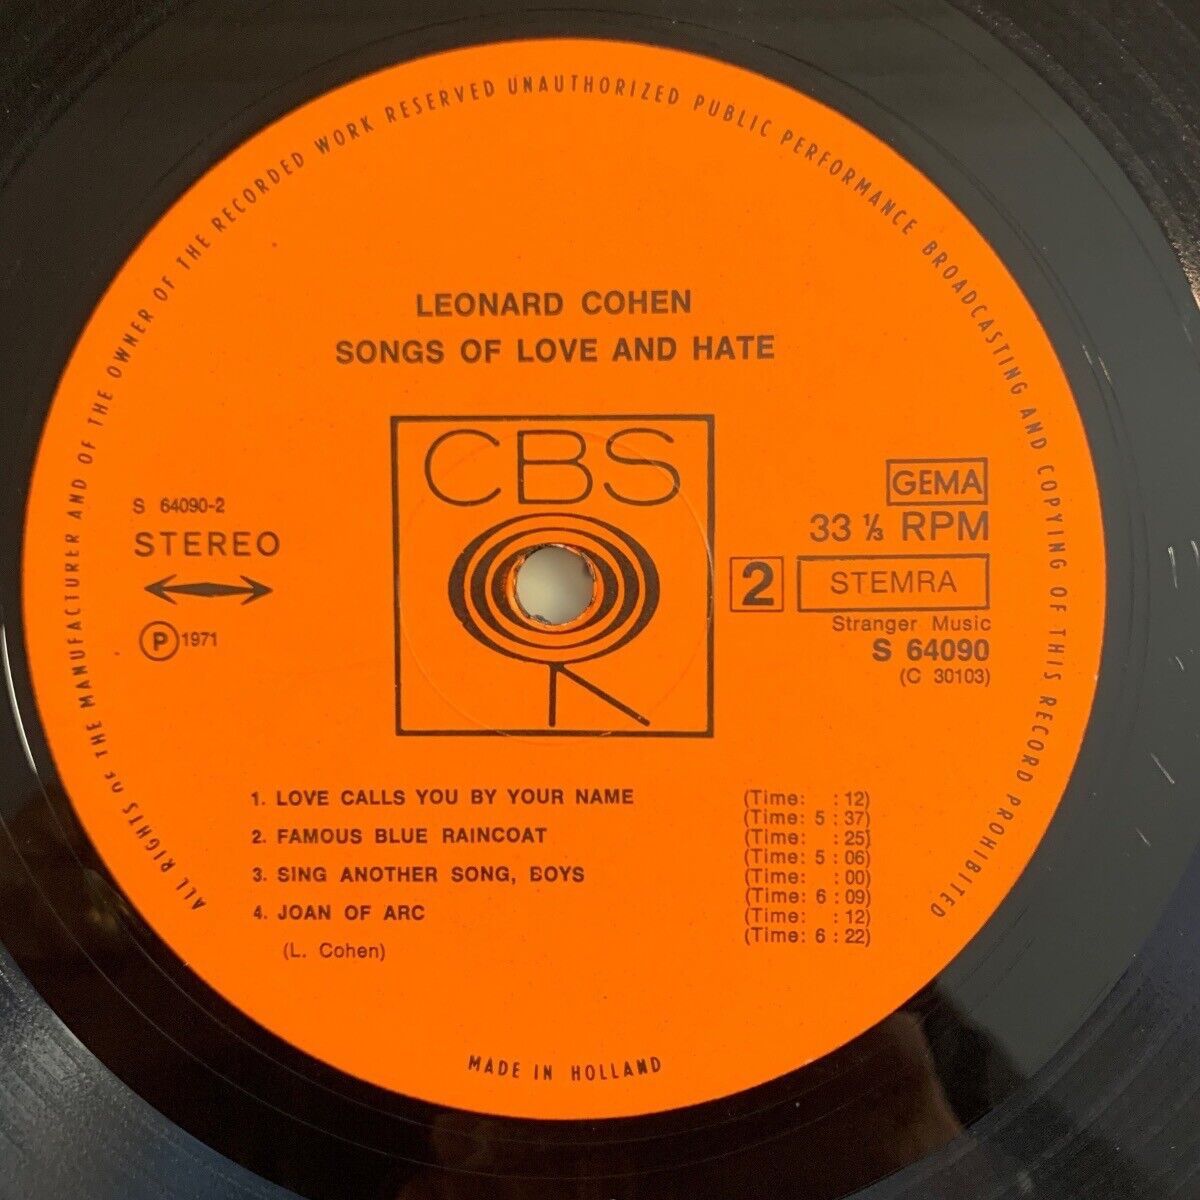 ALL RIGHTS OF THE MANUFACTURER AND OF THE OWNER OF THE RECORDED WORK RESERVED UNAUTHORIZED PUBLIC PERFORMANCE BROADCASTING AND COPYING OF THIS RECORD PROHIBITED
LEONARD COHEN
SONGS OF LOVE AND HATE
CBS
S 64090-2
STEREO
P 1971
GEMA
33 ⅓ RPM
2 STEMRA
Stranger Music
S 64090
(C 30103)
1. LOVE CALLS YOU BY YOUR NAME
2. FAMOUS BLUE RAINCOAT
3. SING ANOTHER SONG, BOYS
4. JOAN OF ARC
(L. Cohen)
(Time: : 12)
(Time: 5 : 37)
(Time: : 25)
(Time: 5 : 06)
(Time: : 00)
(Time: 6 : 09)
(Time: : 12)
(Time: 6 : 22)
MADE IN HOLLAND